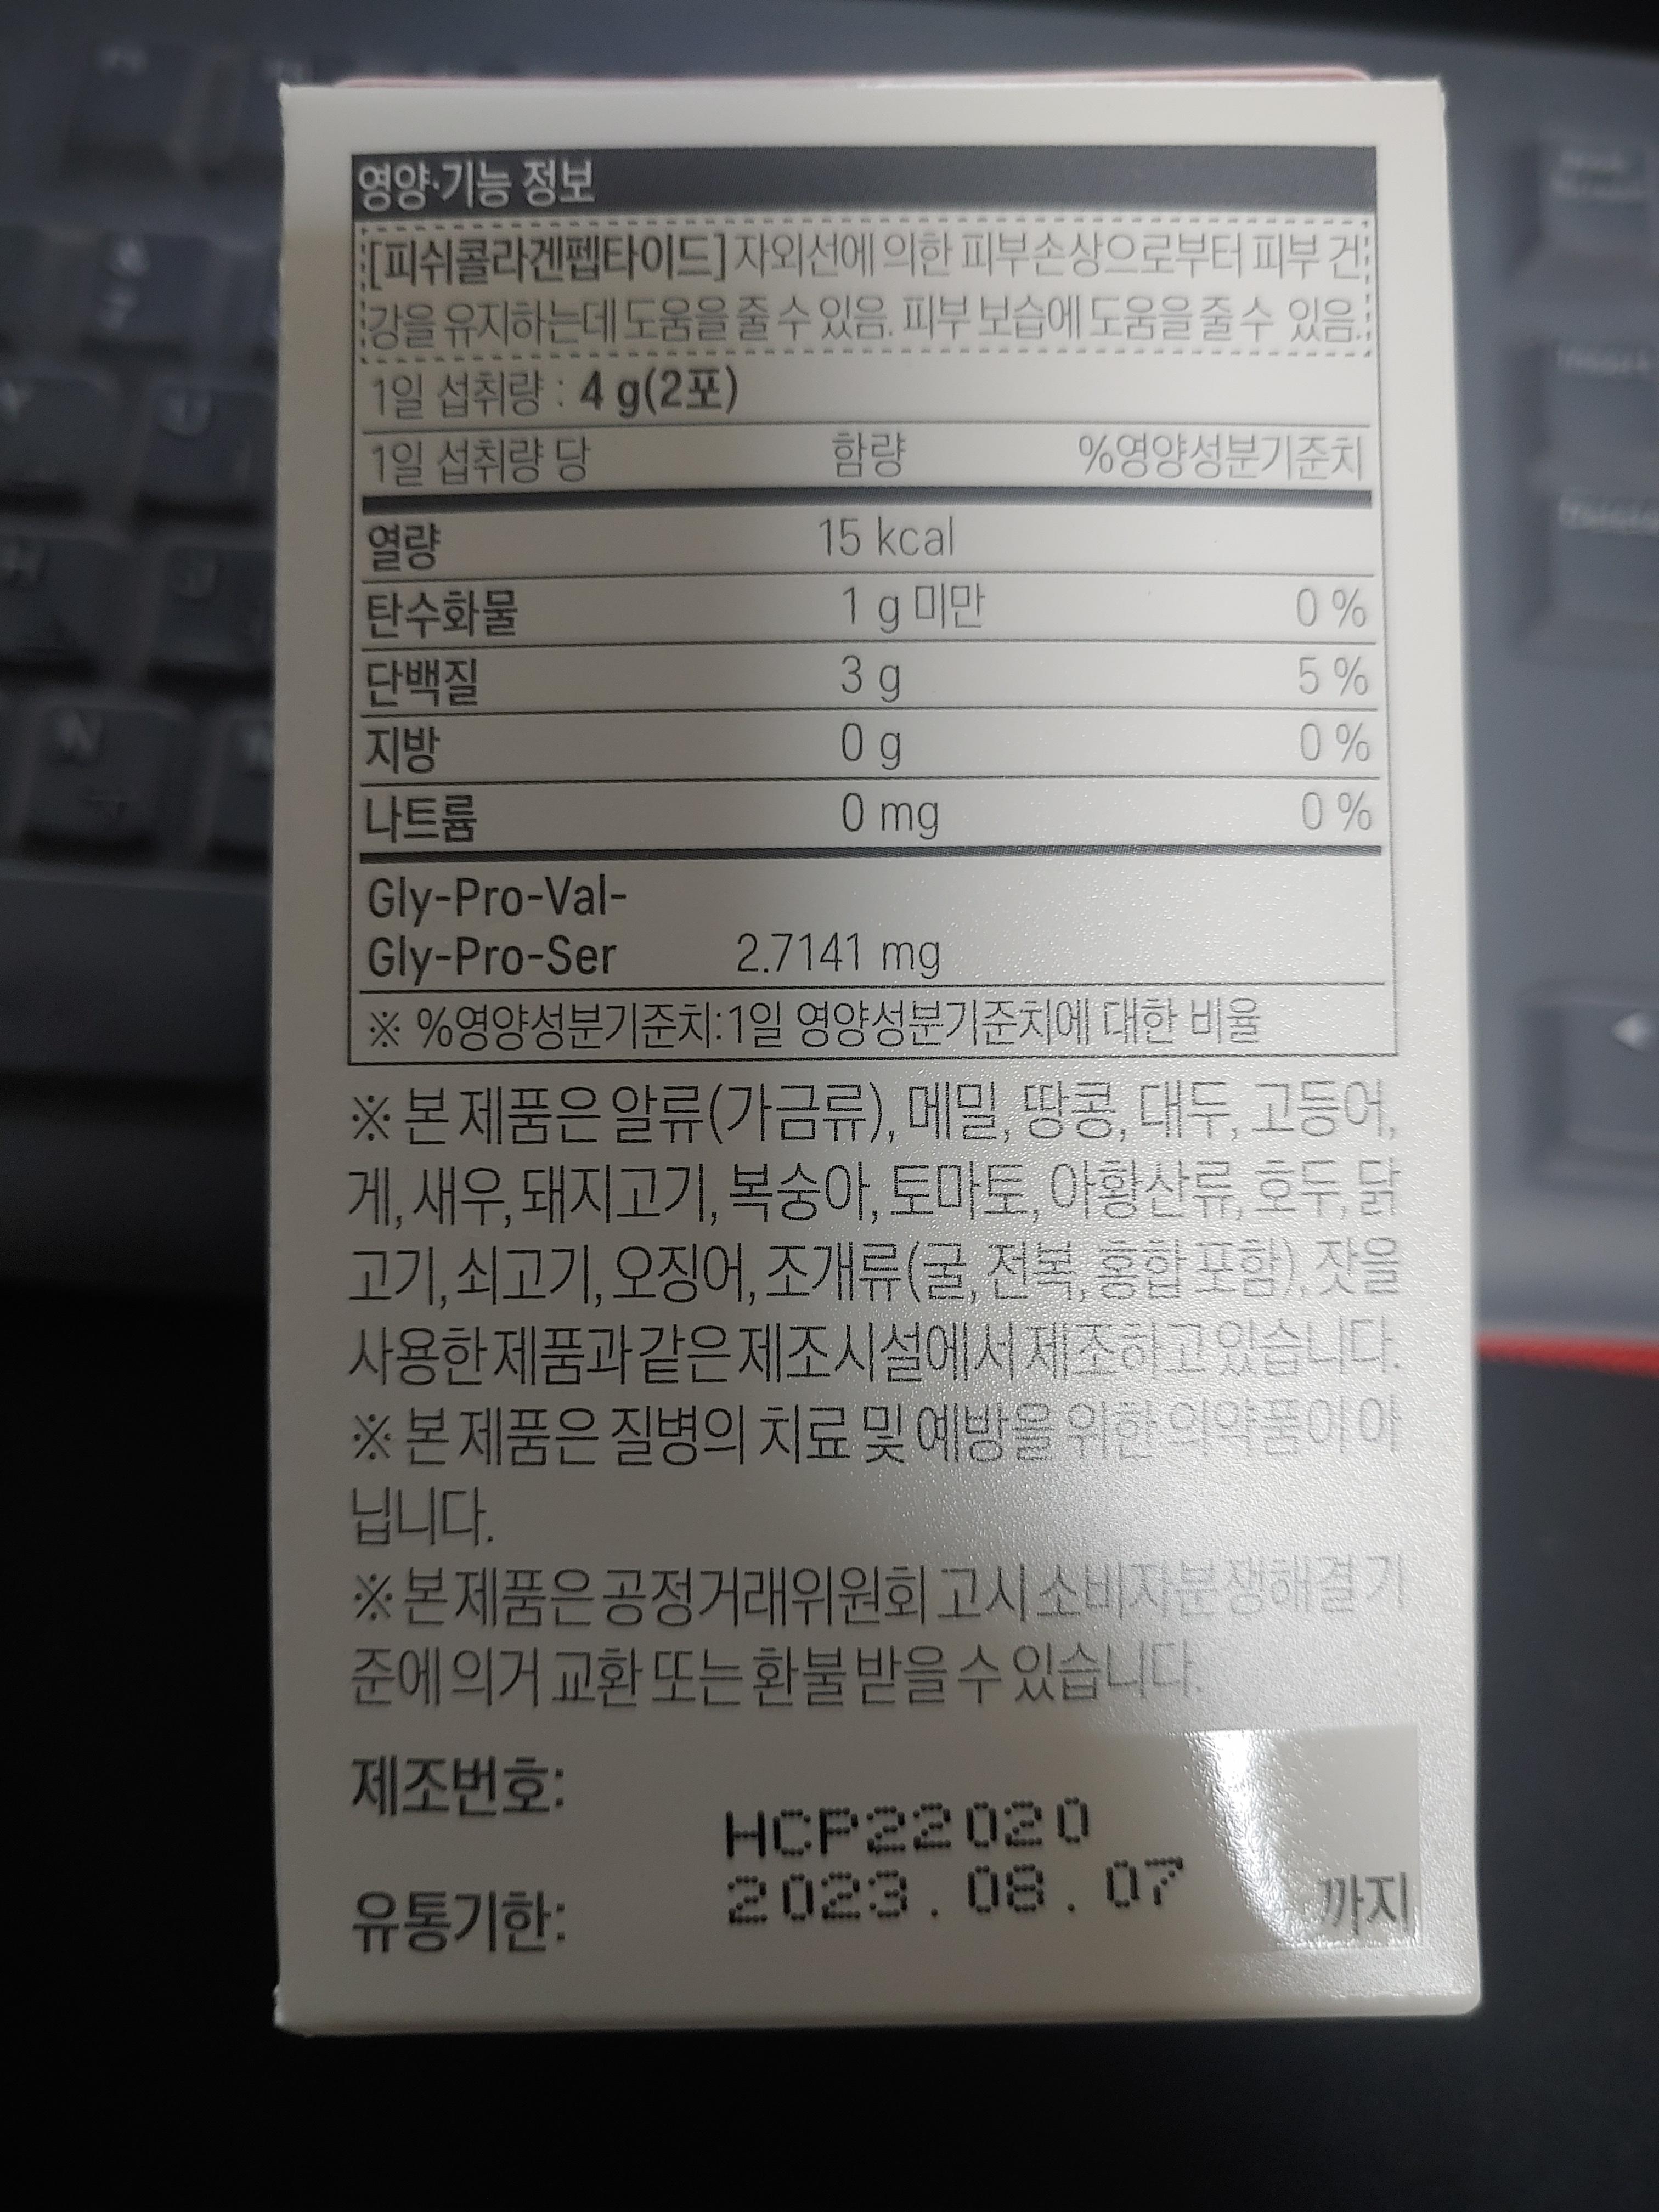 영양·기능 정보
[피쉬콜라겐펩타이드] 자외선에 의한 피부손상으로부터 피부 건
강을 유지하는데 도움을 줄 수 있음. 피부 보습에 도움을 줄 수 있음.
1일 섭취량 : 4 g(2포)
1일 섭취량 당 함량 %영양성분기준치
열량 15 kcal
탄수화물 1 g 미만 0 %
단백질 3 g 5 %
지방 0 g 0 %
나트륨 0 mg 0 %
Gly-Pro-Val-
Gly-Pro-Ser 2.7141 mg
※ %영양성분기준치:1일 영양성분기준치에 대한 비율
※ 본 제품은 알류(가금류), 메밀, 땅콩, 대두, 고등어,
게, 새우, 돼지고기, 복숭아, 토마토, 아황산류, 호두, 닭
고기, 쇠고기, 오징어, 조개류(굴, 전복, 홍합 포함), 잣을
사용한 제품과 같은 제조시설에서 제조하고 있습니다.
※ 본 제품은 질병의 치료 및 예방을 위한 의약품이 아
닙니다.
※ 본 제품은 공정거래위원회 고시 소비자분쟁해결기
준에 의거 교환 또는 환불 받을 수 있습니다.
제조번호: HCP22020
유통기한: 2023.08.07 까지